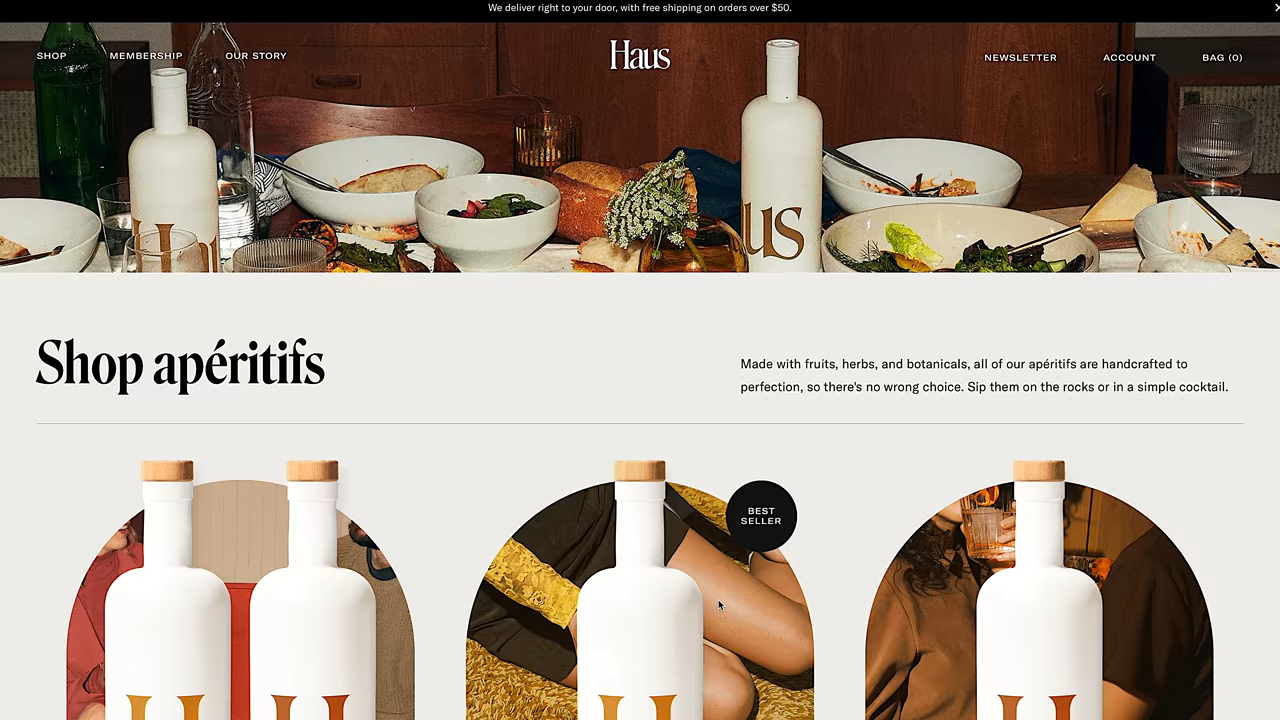 We deliver right to your door, with free shipping on orders over $50.
SHOP MEMBERSHIP OUR STORY Haus NEWSLETTER ACCOUNT BAG (0)
us
Shop apéritifs
Made with fruits, herbs, and botanicals, all of our apéritifs are handcrafted to
perfection, so there's no wrong choice. Sip them on the rocks or in a simple cocktail.
BEST
SELLER